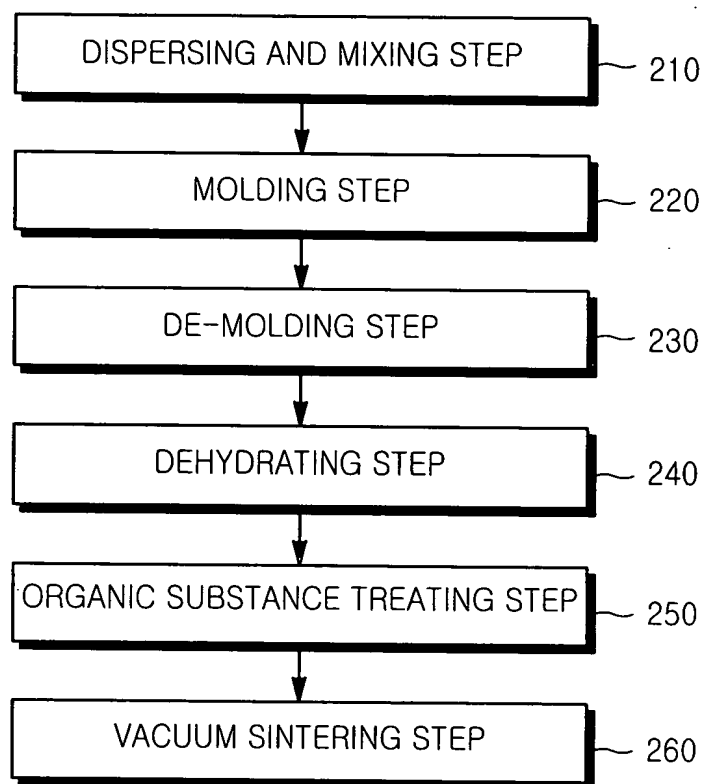 DISPERSING AND MIXING STEP
210
MOLDING STEP
220
DE-MOLDING STEP
230
DEHYDRATING STEP
240
ORGANIC SUBSTANCE TREATING STEP
250
VACUUM SINTERING STEP
260